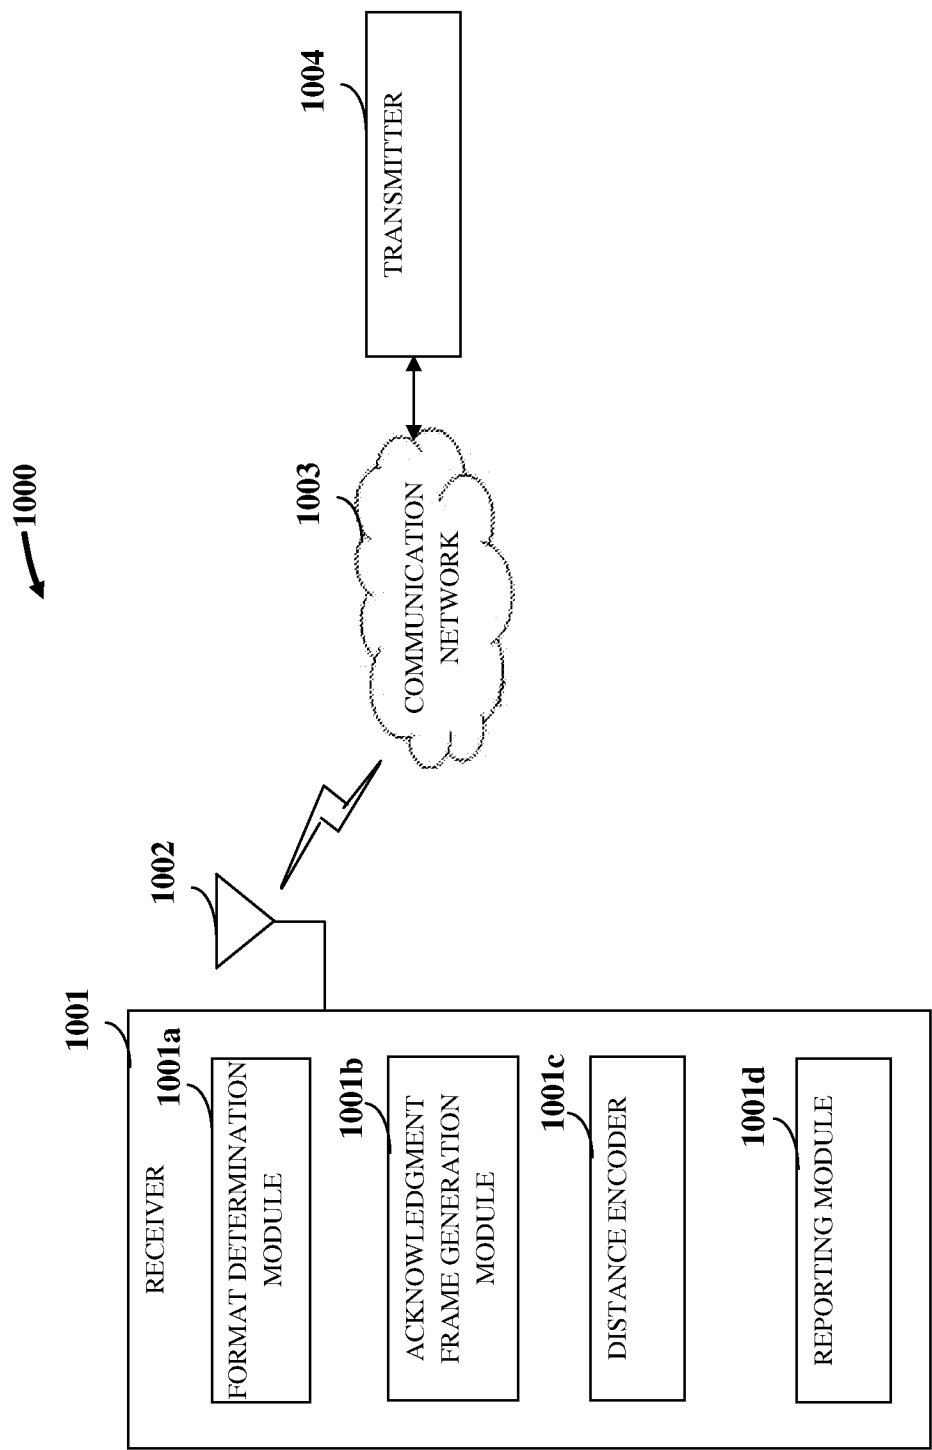 1000
1001
RECEIVER
1001a
FORMAT DETERMINATION
MODULE
1001b
ACKNOWLEDGMENT
FRAME GENERATION
MODULE
1001c
DISTANCE ENCODER
1001d
REPORTING MODULE
1002
1003
COMMUNICATION
NETWORK
1004
TRANSMITTER